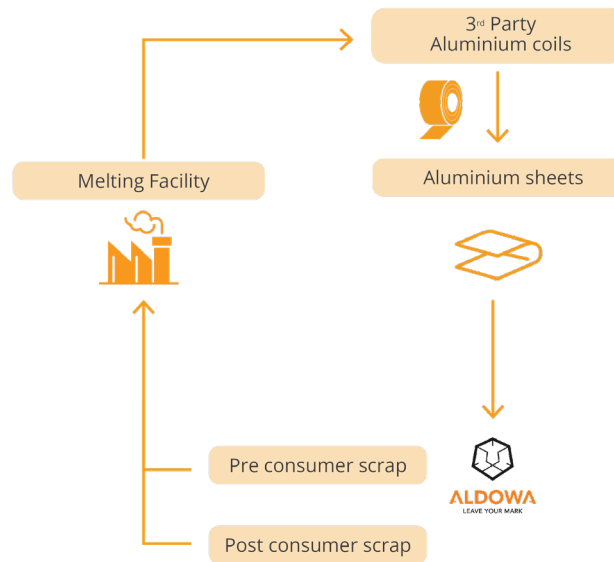 3rd Party
Aluminium coils
Melting Facility
Aluminium sheets
Pre consumer scrap
ALDOWA
LEAVE YOUR MARK
Post consumer scrap